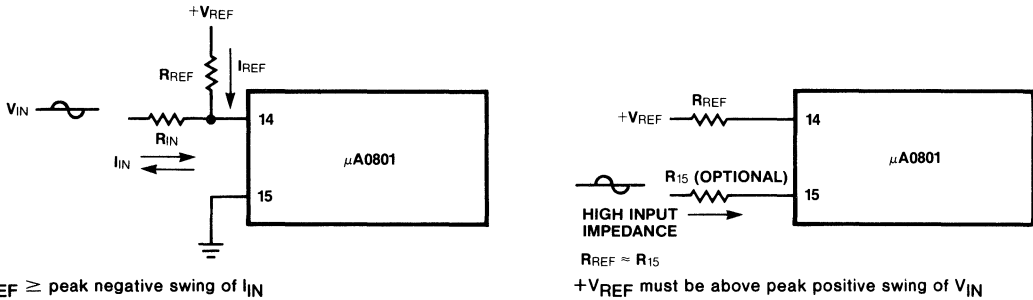 +VREF
RREF
IREF
VIN
RIN
IIN
14
15
μA0801
EF ≥ peak negative swing of IIN
+VREF
RREF
14
R15 (OPTIONAL)
15
μA0801
HIGH INPUT
IMPEDANCE
RREF ≈ R15
+VREF must be above peak positive swing of VIN